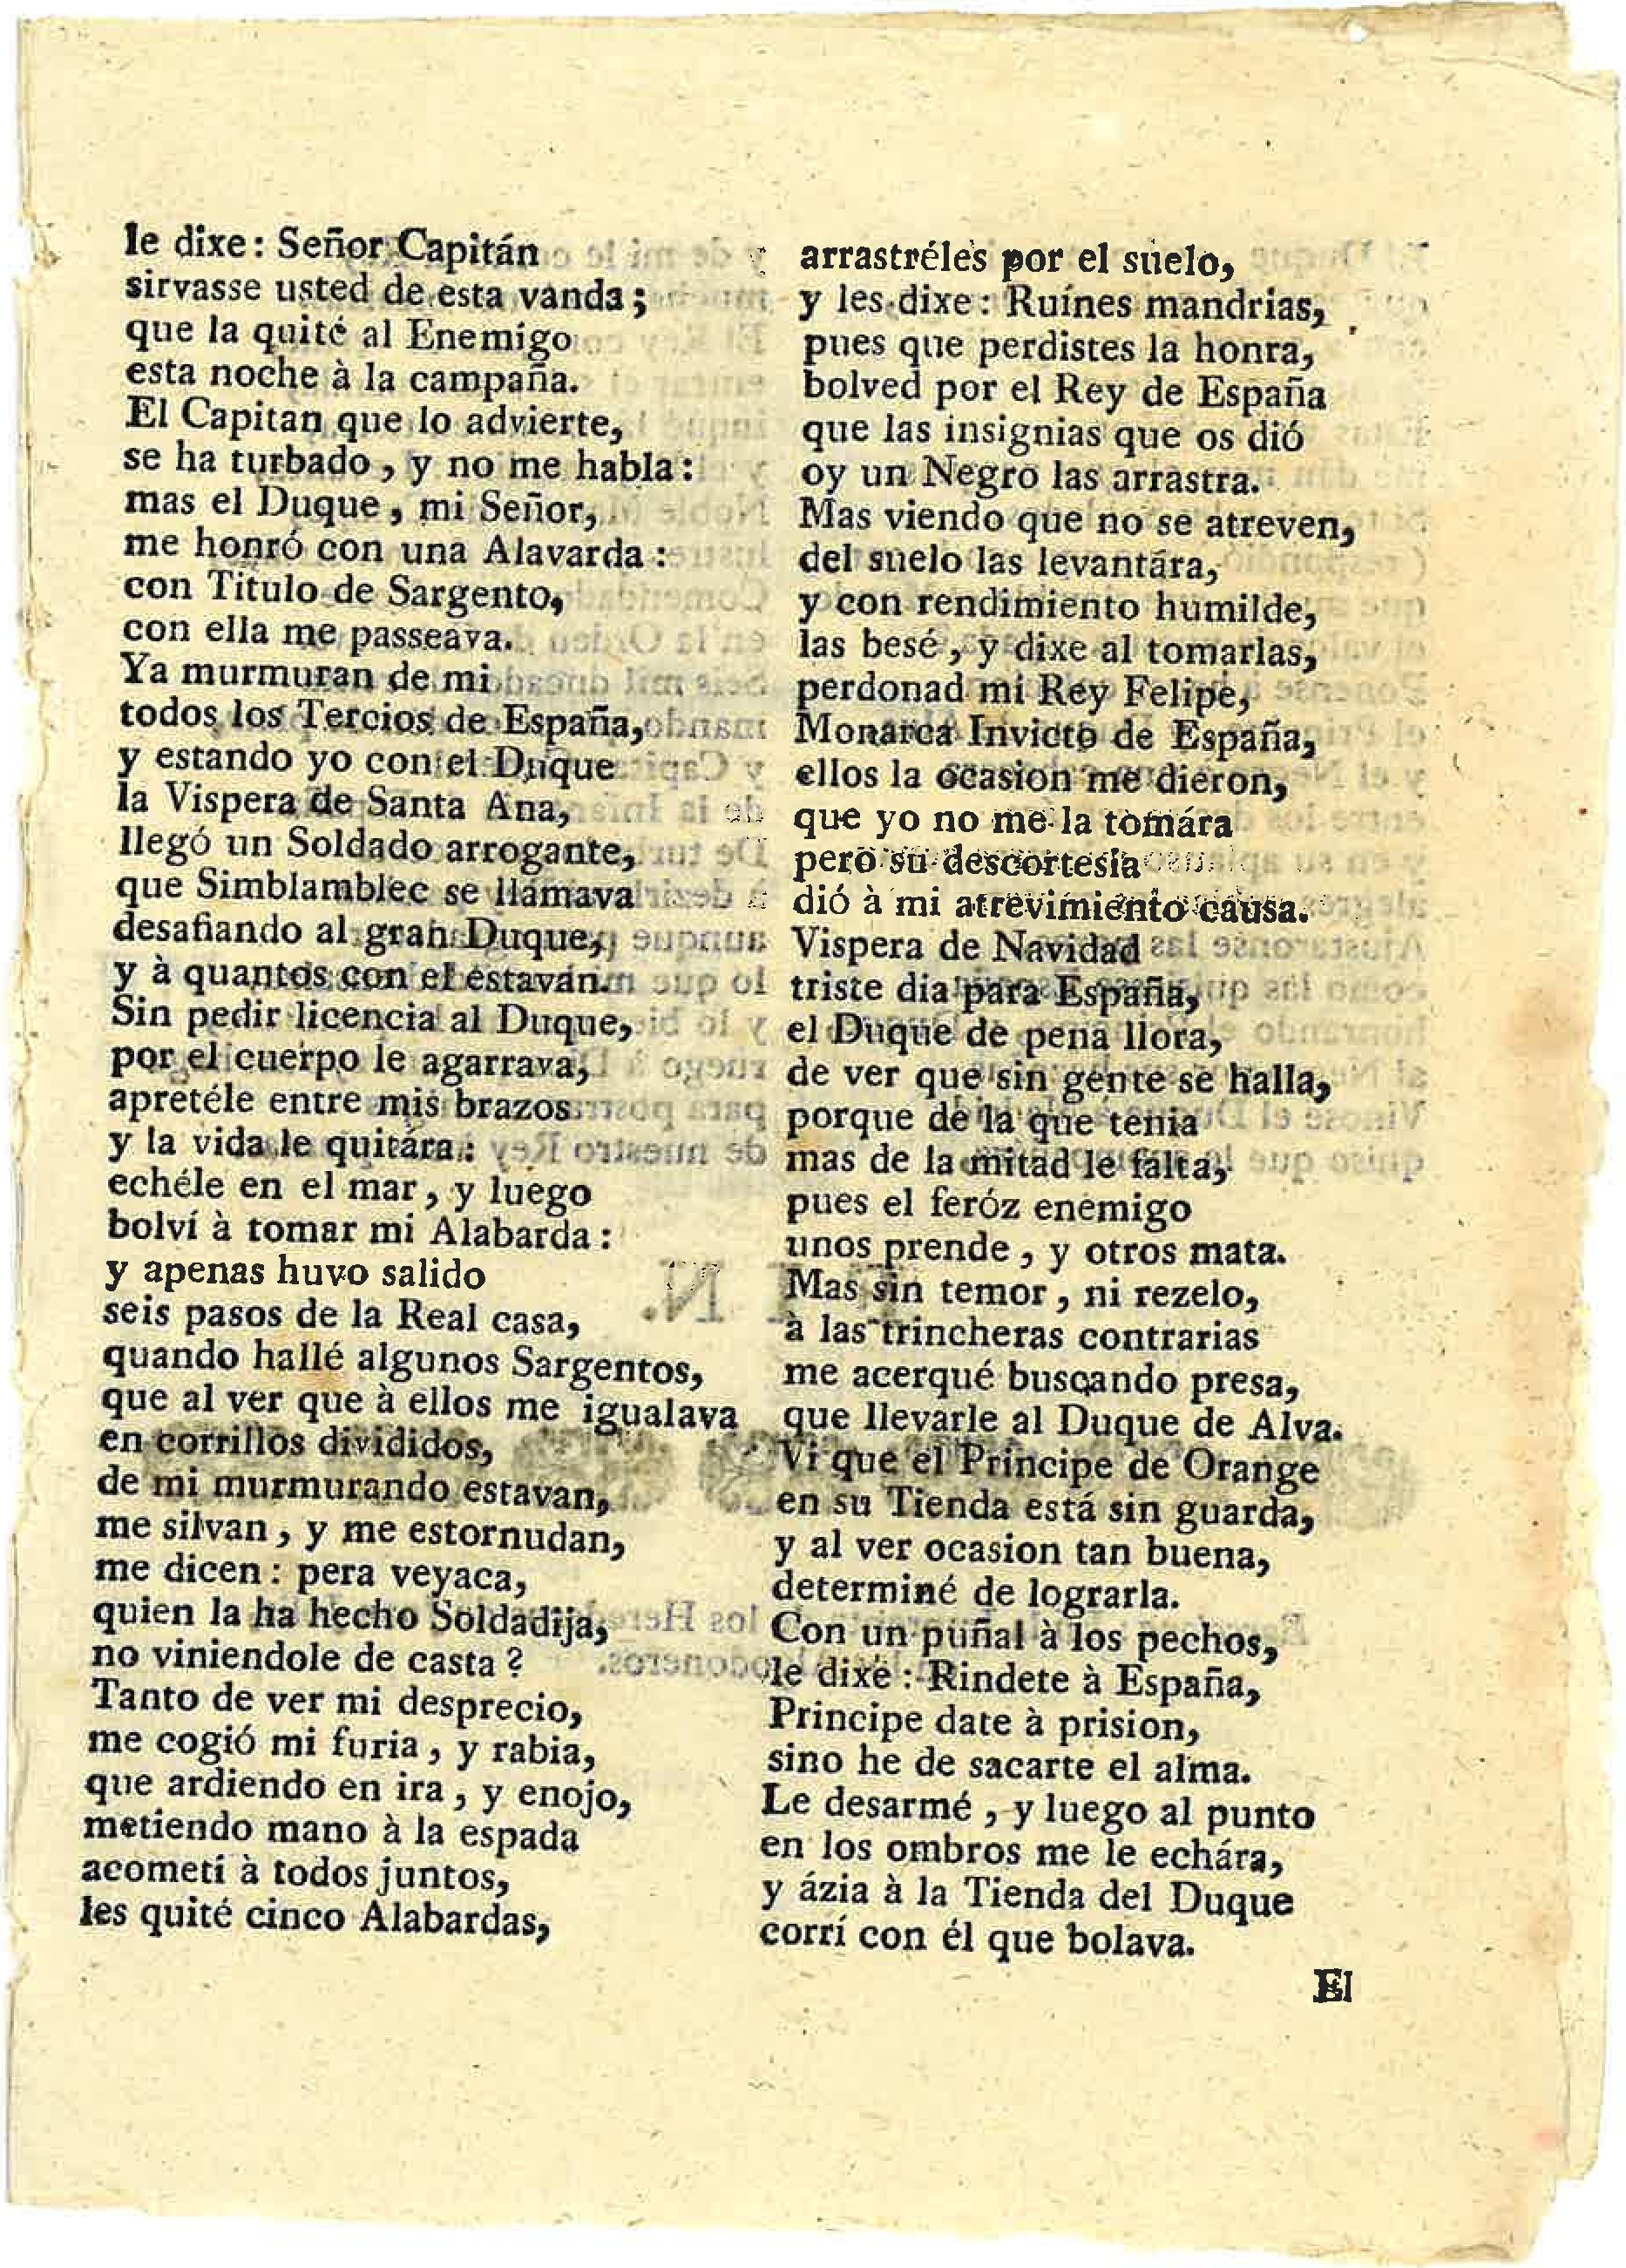 le dixe: Señor Capitán
sirvasse usted de esta vanda;
que la quité al Enemigo
esta noche à la campaña.
El Capitan que lo advierte,
se ha turbado, y no me habla:
mas el Duque, mi Señor,
me honró con una Alavarda:
con Titulo de Sargento,
con ella me passeava.
Ya murmuran de mi
todos los Tercios de España,
y estando yo con el Duque
la Vispera de Santa Ana,
llegó un Soldado arrogante,
que Simblamblec se llámava
desafiando al gran Duque,
y à quantos con el estavan.
Sin pedir licencia al Duque,
por el cuerpo le agarrava,
apretéle entre mis brazos
y la vida le quitára:
echéle en el mar, y luego
bolví à tomar mi Alabarda:
y apenas huvo salido
seis pasos de la Real casa,
quando hallé algunos Sargentos,
que al ver que à ellos me igualava
en corrillos divididos,
de mi murmurando estavan,
me silvan, y me estornudan,
me dicen: pera veyaca,
quien la ha hecho Soldadija,
no viniendole de casta?
Tanto de ver mi desprecio,
me cogió mi furia, y rabia,
que ardiendo en ira, y enojo,
metiendo mano à la espada
acometí à todos juntos,
les quité cinco Alabardas,
arrastréles por el suelo,
y les dixe: Ruínes mandrias,
pues que perdistes la honra,
bolved por el Rey de España
que las insignias que os dió
oy un Negro las arrastra.
Mas viendo que no se atreven,
del suelo las levantára,
y con rendimiento humilde,
las besé, y dixe al tomarlas,
perdonad mi Rey Felipe,
Monarca Invicto de España,
ellos la ocasion me dieron,
que yo no me la tomára
pero su descortesía
dió à mi atrevimiento causa.
Vispera de Navidad
triste dia para España,
el Duque de pena llora,
de ver que sin gente se halla,
porque de la que tenia
mas de la mitad le falta,
pues el feróz enemigo
unos prende, y otros mata.
Mas sin temor, ni rezelo,
à las trincheras contrarias
me acerqué buscando presa,
que llevarle al Duque de Alva.
Vi que el Principe de Orange
en su Tienda está sin guarda,
y al ver ocasion tan buena,
determiné de lograrla.
Con un puñal à los pechos,
le dixe: Rindete à España,
Principe date à prision,
sino he de sacarte el alma.
Le desarmé, y luego al punto
en los ombros me le echára,
y ázia à la Tienda del Duque
corrí con él que bolava.
El